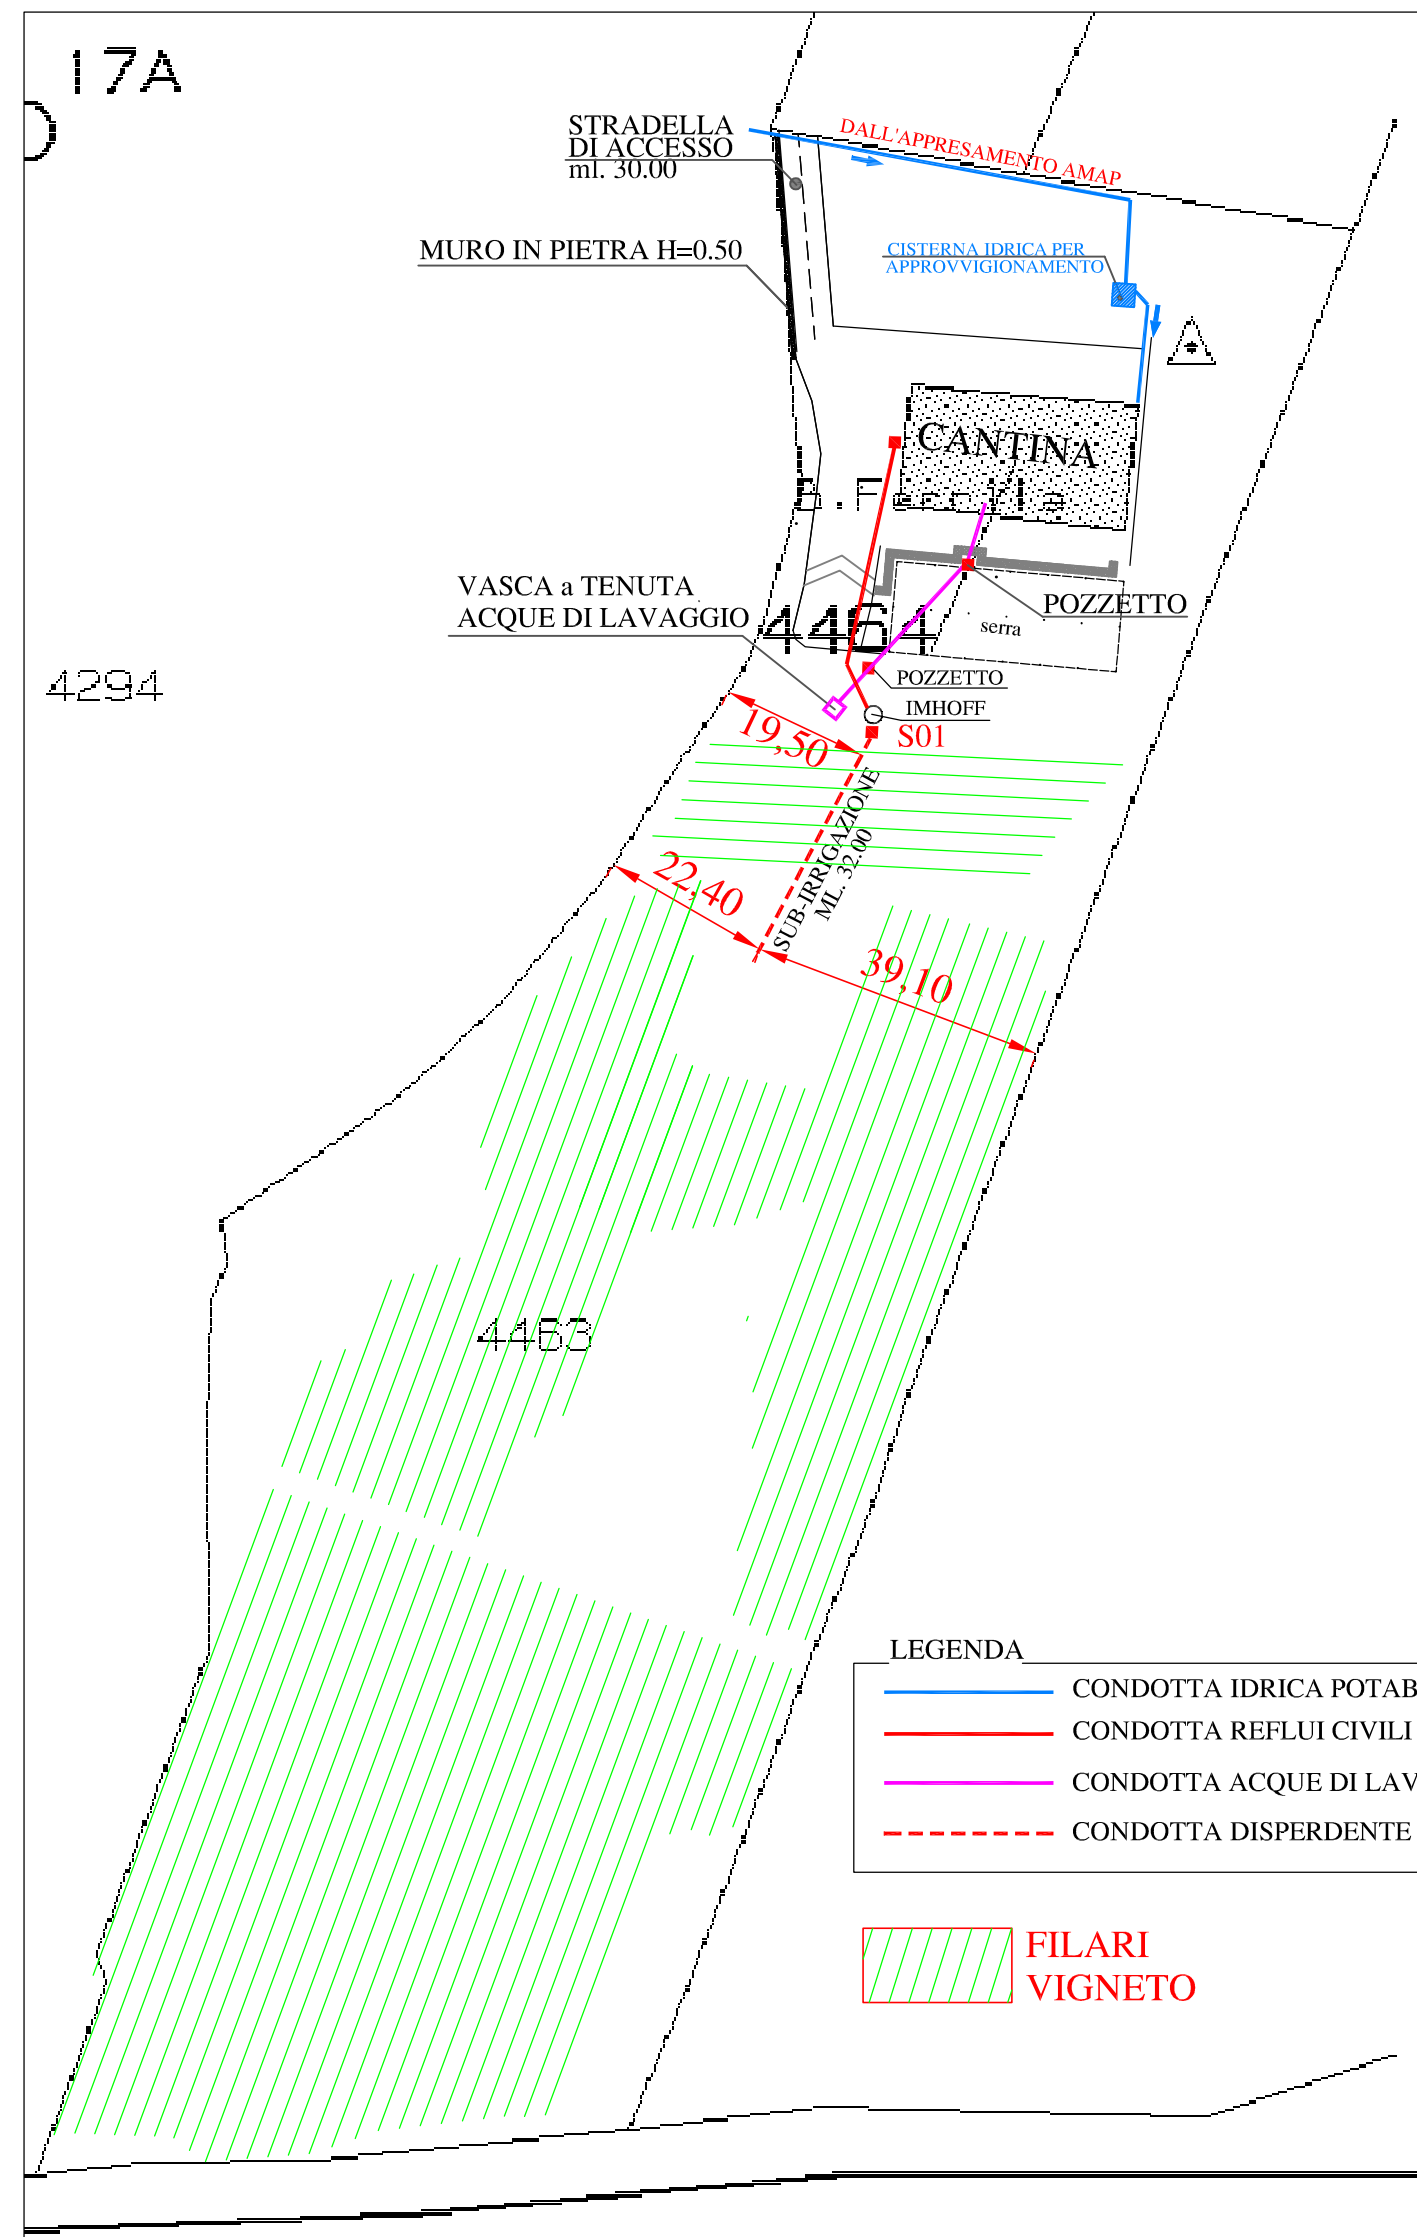 17A
STRADELLA
DI ACCESSO
ml. 30.00
DALL'APPRESAMENTO AMAP
MURO IN PIETRA H=0.50
CISTERNA IDRICA PER
APPROVVIGIONAMENTO
CANTINA
VASCA a TENUTA
ACQUE DI LAVAGGIO
POZZETTO
serra
4464
4294
POZZETTO
IMHOFF
S01
19,50
SUB-IRRIGAZIONE
ML. 32.00
22,40
39,10
4463
LEGENDA
CONDOTTA IDRICA POTAB
CONDOTTA REFLUI CIVILI
CONDOTTA ACQUE DI LAV
CONDOTTA DISPERDENTE
FILARI
VIGNETO